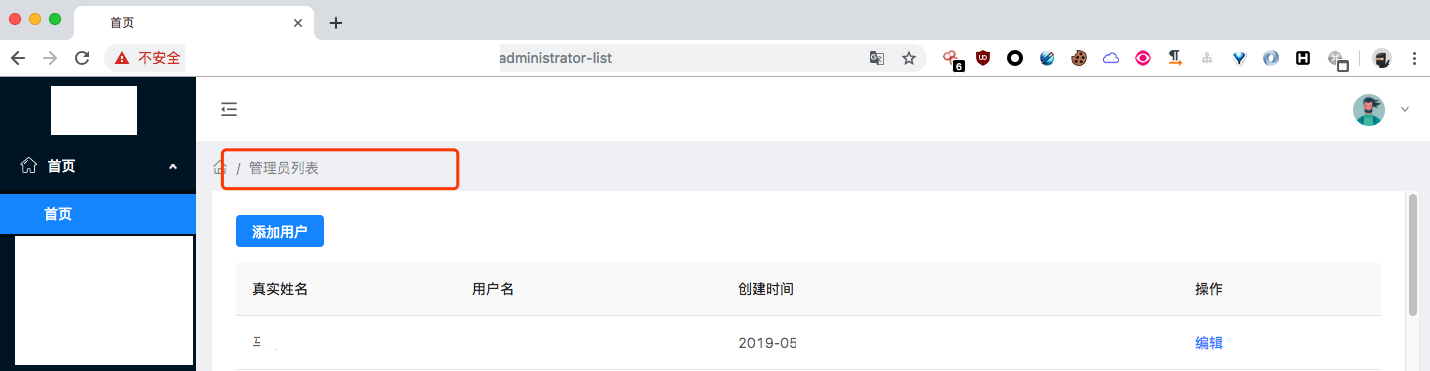 首页
不安全
administrator-list
6
首页
/ 管理员列表
首页
添加用户
真实姓名 用户名 创建时间 操作
2019-05 编辑